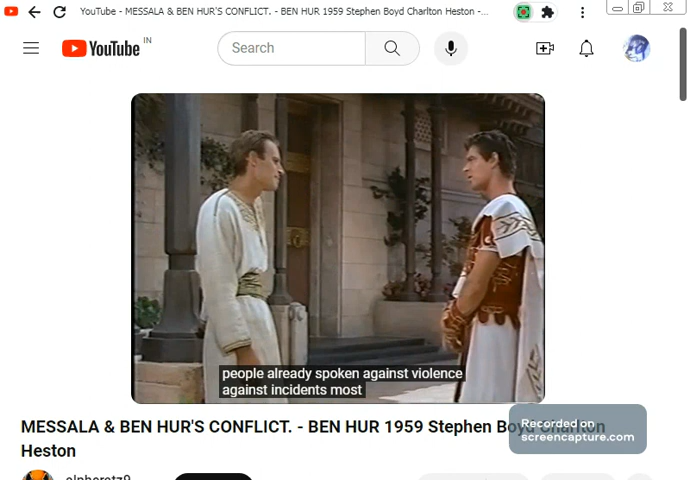 YouTube - MESSALA & BEN HUR'S CONFLICT. - BEN HUR 1959 Stephen Boyd Charlton Heston -...
YouTube IN
Search
people already spoken against violence
against incidents most
MESSALA & BEN HUR'S CONFLICT. - BEN HUR 1959 Stephen Boyd Charlton
Heston
Recorded on
screencapture.com